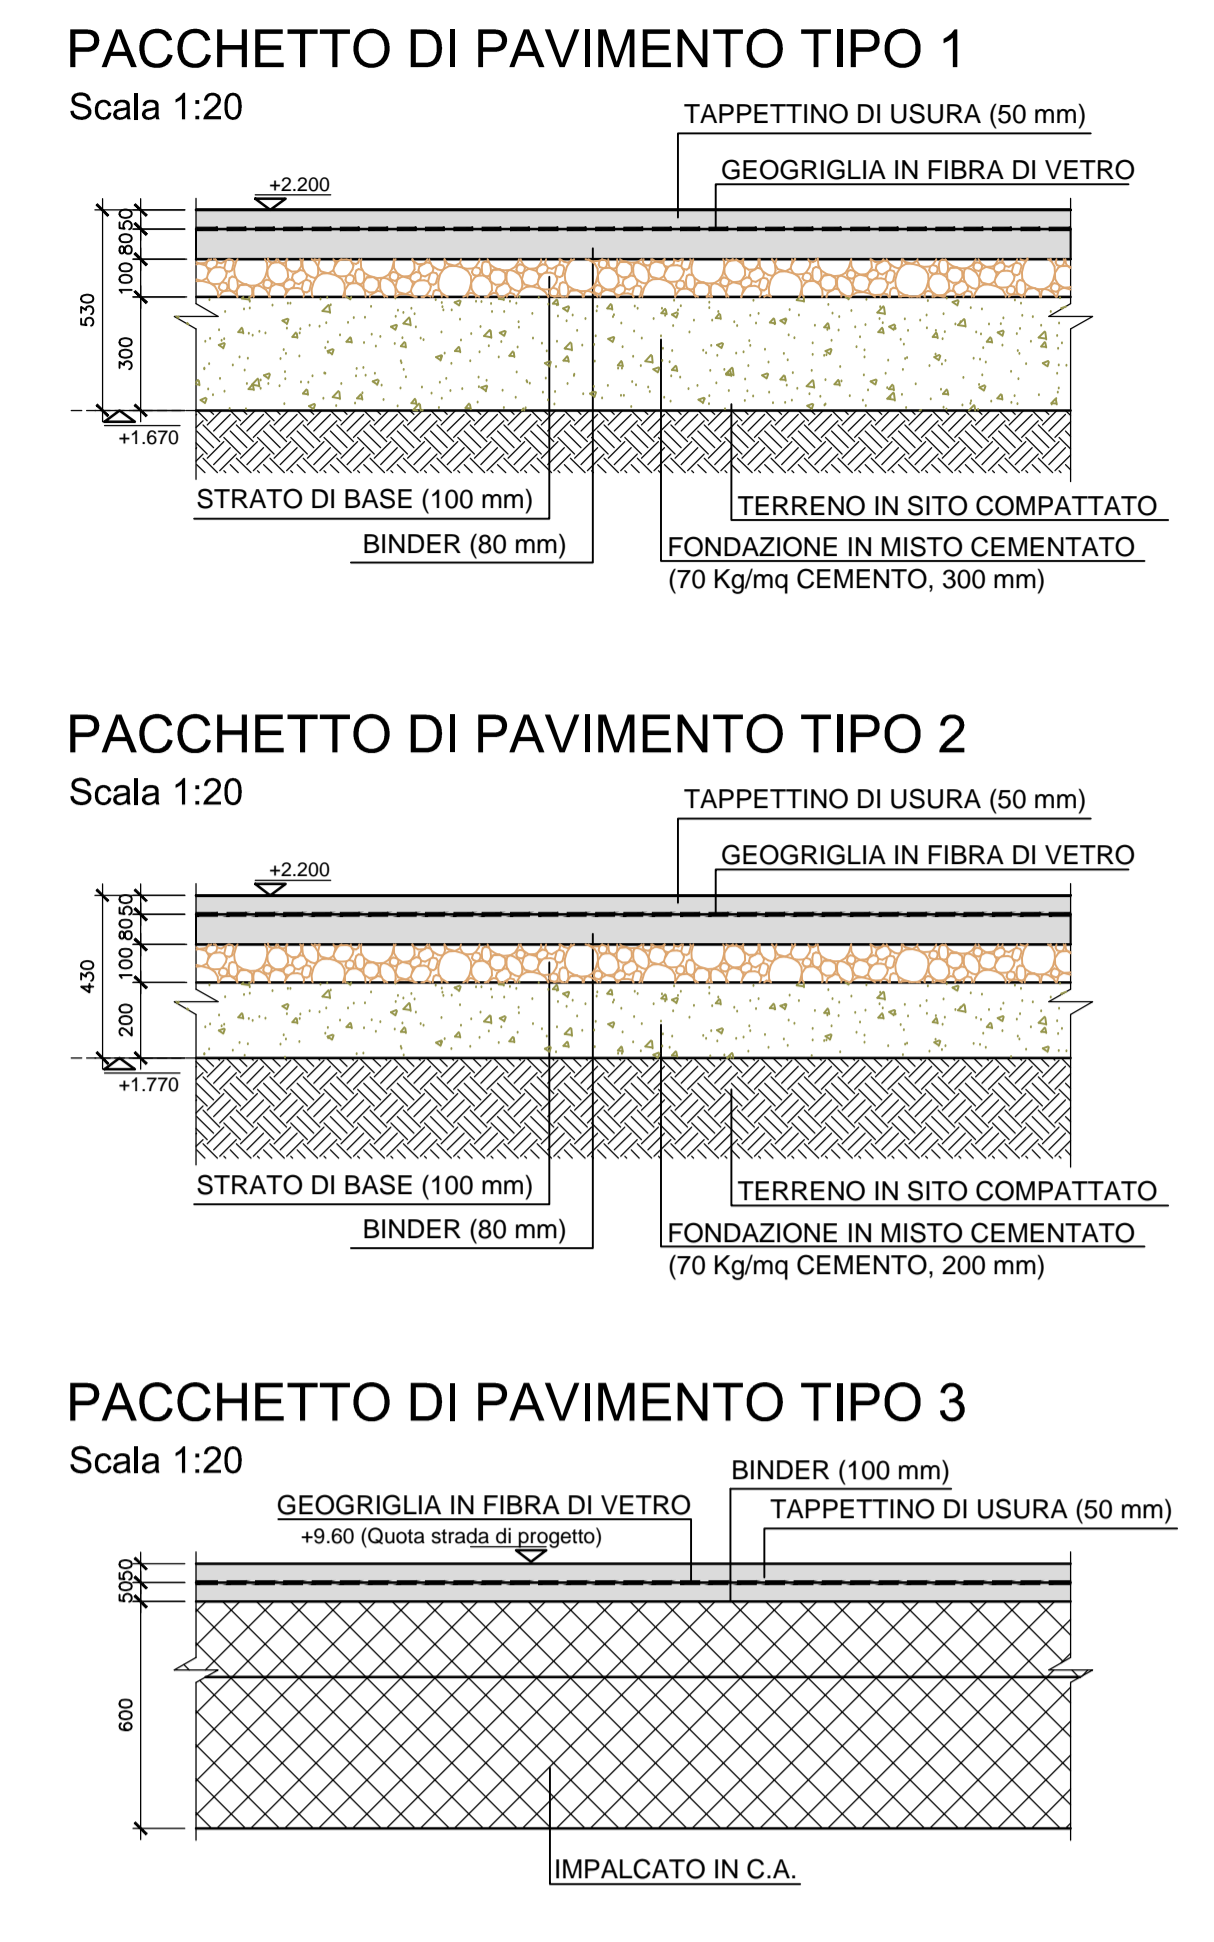 PACCHETTO DI PAVIMENTO TIPO 1
Scala 1:20
TAPPETTINO DI USURA (50 mm)
GEOGRIGLIA IN FIBRA DI VETRO
+2.200
50
80
100
530
300
+1.670
STRATO DI BASE (100 mm)
TERRENO IN SITO COMPATTATO
BINDER (80 mm)
FONDAZIONE IN MISTO CEMENTATO
(70 Kg/mq CEMENTO, 300 mm)
PACCHETTO DI PAVIMENTO TIPO 2
Scala 1:20
TAPPETTINO DI USURA (50 mm)
GEOGRIGLIA IN FIBRA DI VETRO
+2.200
50
80
100
430
200
+1.770
STRATO DI BASE (100 mm)
TERRENO IN SITO COMPATTATO
BINDER (80 mm)
FONDAZIONE IN MISTO CEMENTATO
(70 Kg/mq CEMENTO, 200 mm)
PACCHETTO DI PAVIMENTO TIPO 3
Scala 1:20
BINDER (100 mm)
GEOGRIGLIA IN FIBRA DI VETRO
TAPPETTINO DI USURA (50 mm)
+9.60 (Quota strada di progetto)
50
50
600
IMPALCATO IN C.A.